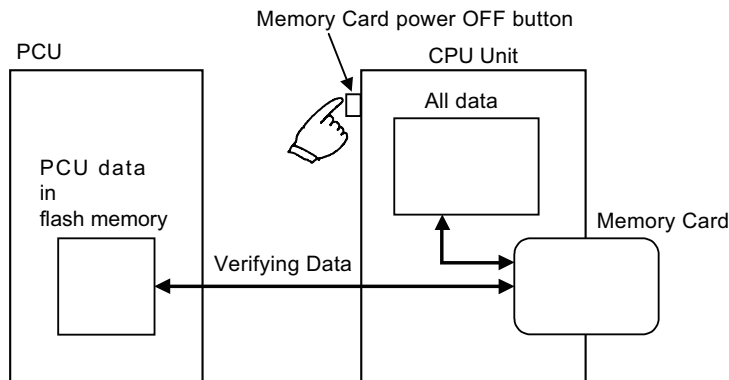 Memory Card power OFF button
PCU
CPU Unit
All data
PCU data
in
flash memory
Memory Card
Verifying Data